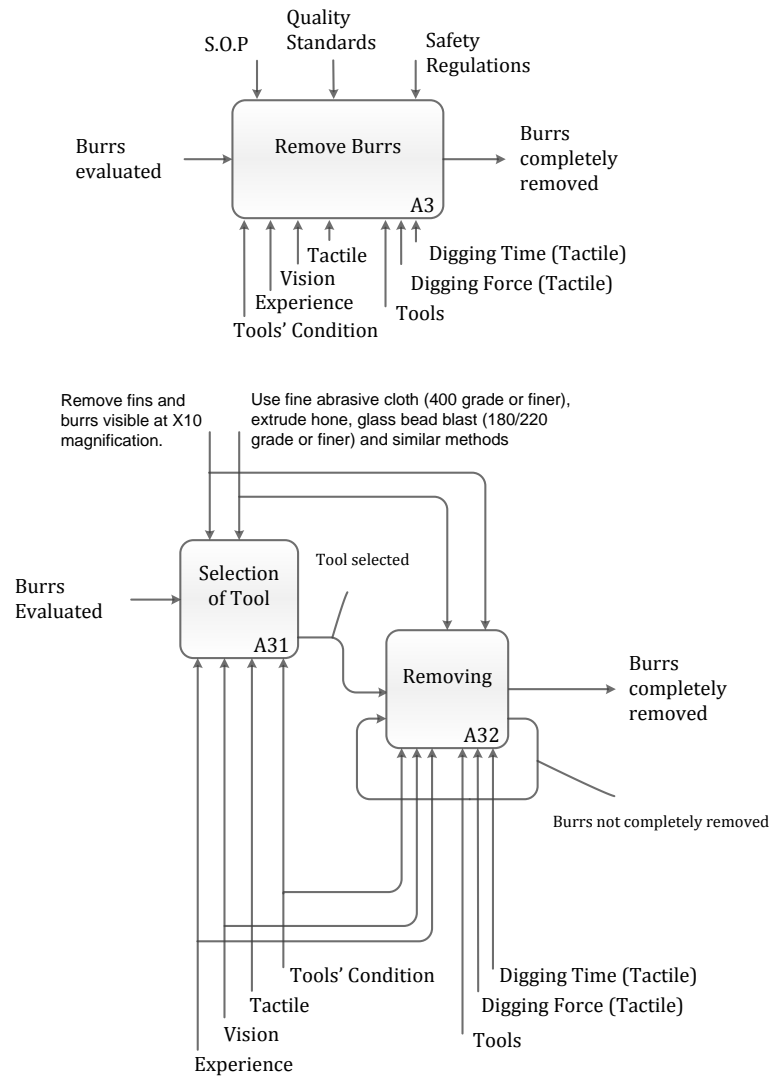 S.O.P
Quality
Standards
Safety
Regulations
Burrs
evaluated
Remove Burrs
A3
Burrs
completely
removed
Tactile
Vision
Experience
Tools' Condition
Digging Time (Tactile)
Digging Force (Tactile)
Tools
Remove fins and
burrs visible at X10
magnification.
Use fine abrasive cloth (400 grade or finer),
extrude hone, glass bead blast (180/220
grade or finer) and similar methods
Burrs
Evaluated
Selection
of Tool
A31
Tool selected
Removing
A32
Burrs
completely
removed
Burrs not completely removed
Tools' Condition
Tactile
Vision
Experience
Digging Time (Tactile)
Digging Force (Tactile)
Tools